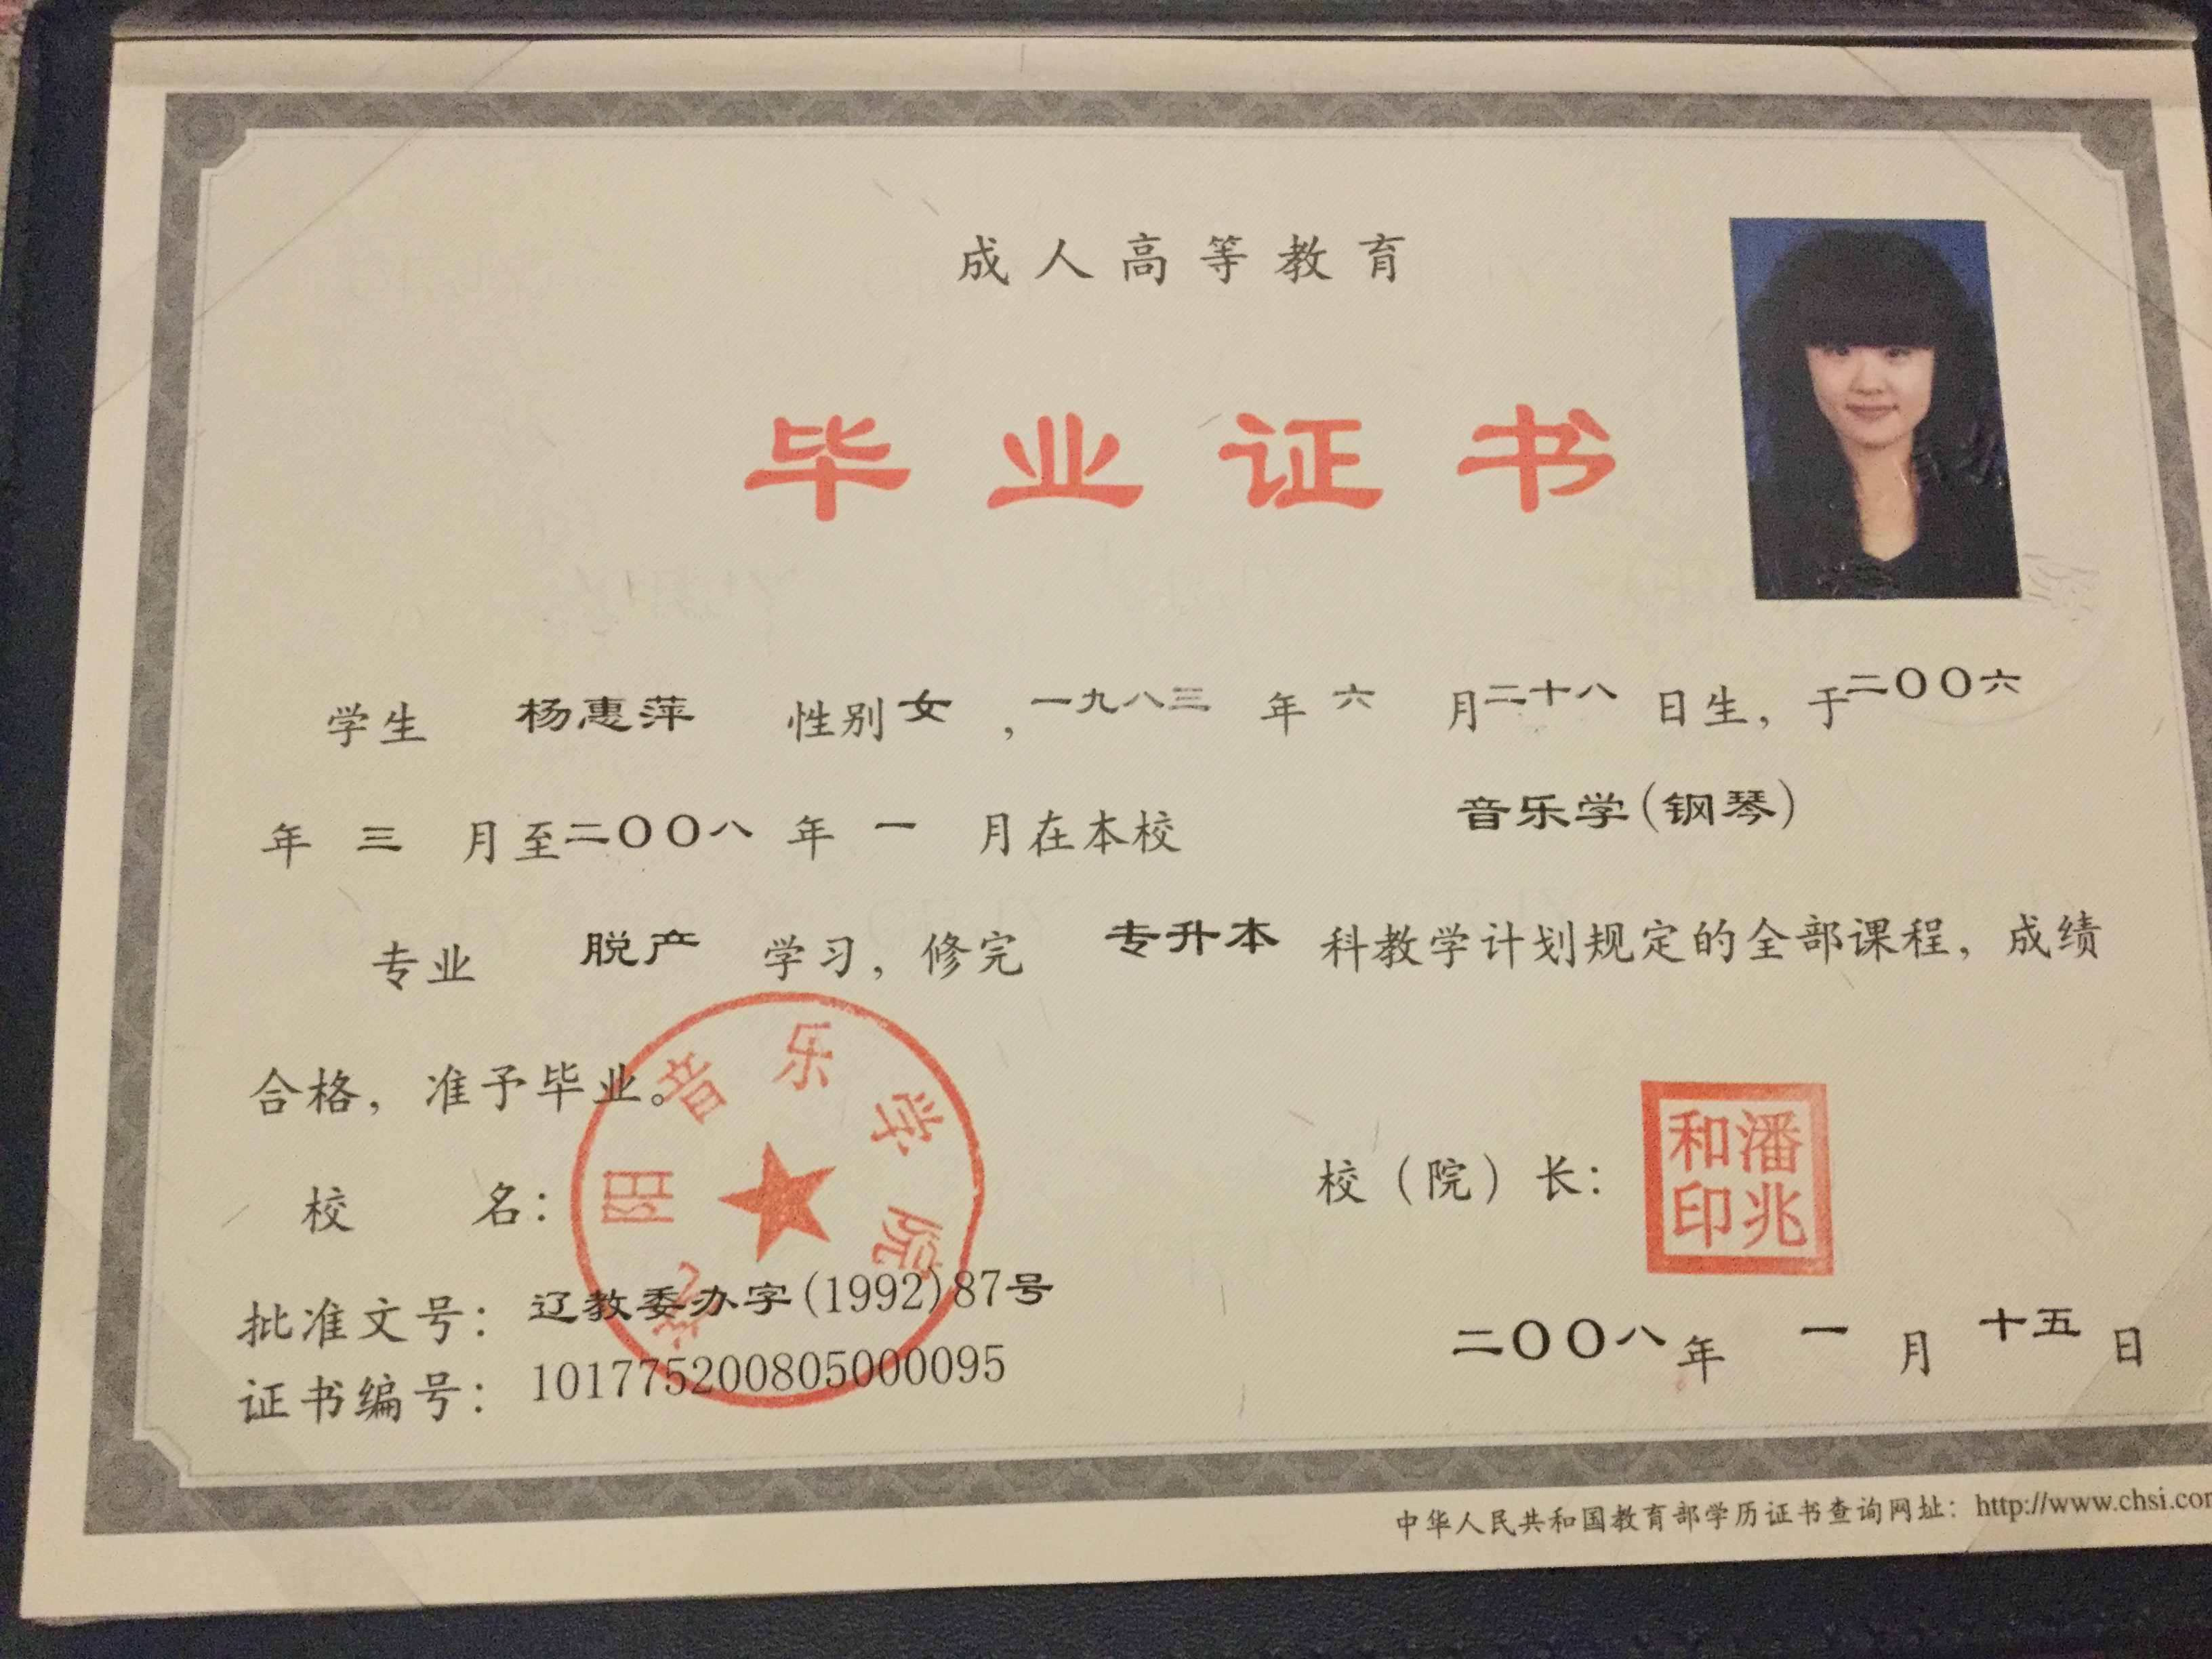 成人高等教育
毕业证书
学生 杨惠萍 性别 女 ，一九八三 年 六 月 二十八 日生，于 二〇〇六
年 三 月至 二〇〇八 年 一 月在本校 音乐学(钢琴)
专业 脱产 学习，修完 专升本 科教学计划规定的全部课程，成绩
合格，准予毕业。
校 名：
沈阳音乐学院
校（院）长：
潘兆和印
批准文号： 辽教委办字(1992)87号
证书编号： 101775200805000095
二〇〇八 年 一 月 十五 日
中华人民共和国教育部学历证书查询网址：http://www.chsi.com